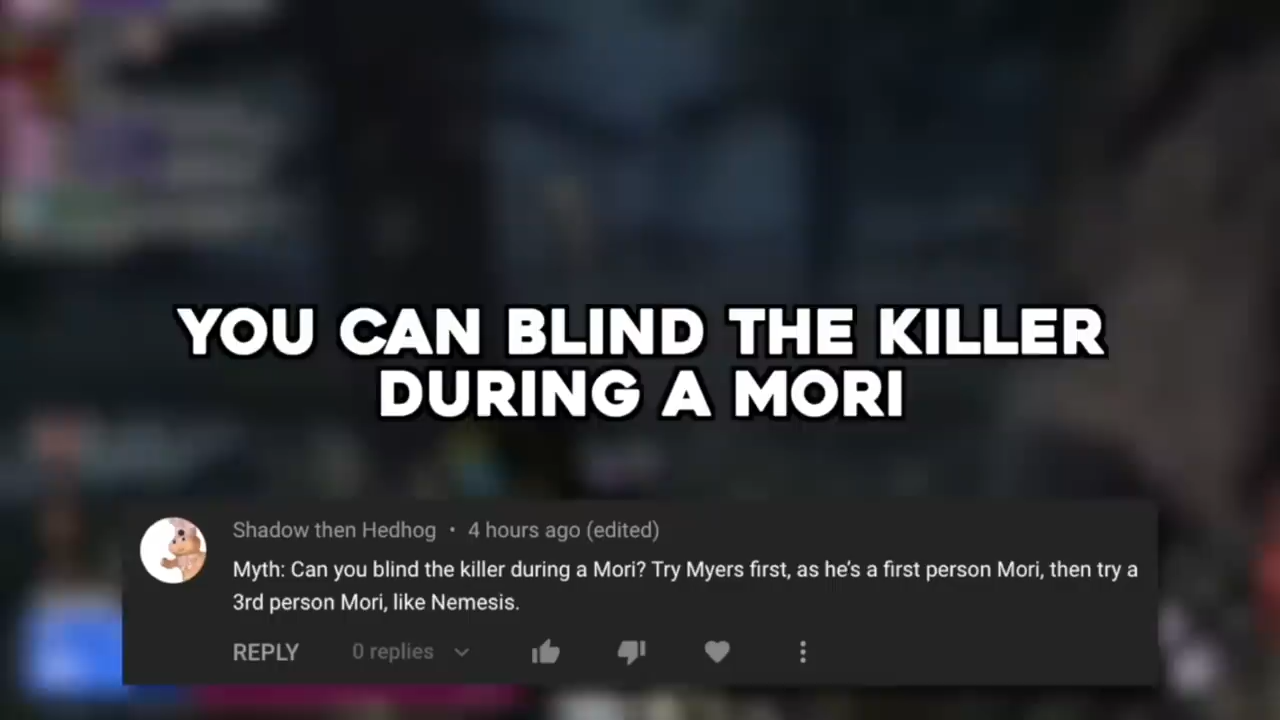 YOU CAN BLIND THE KILLER
DURING A MORI
Shadow then Hedhog • 4 hours ago (edited)
Myth: Can you blind the killer during a Mori? Try Myers first, as he's a first person Mori, then try a
3rd person Mori, like Nemesis.
REPLY 0 replies